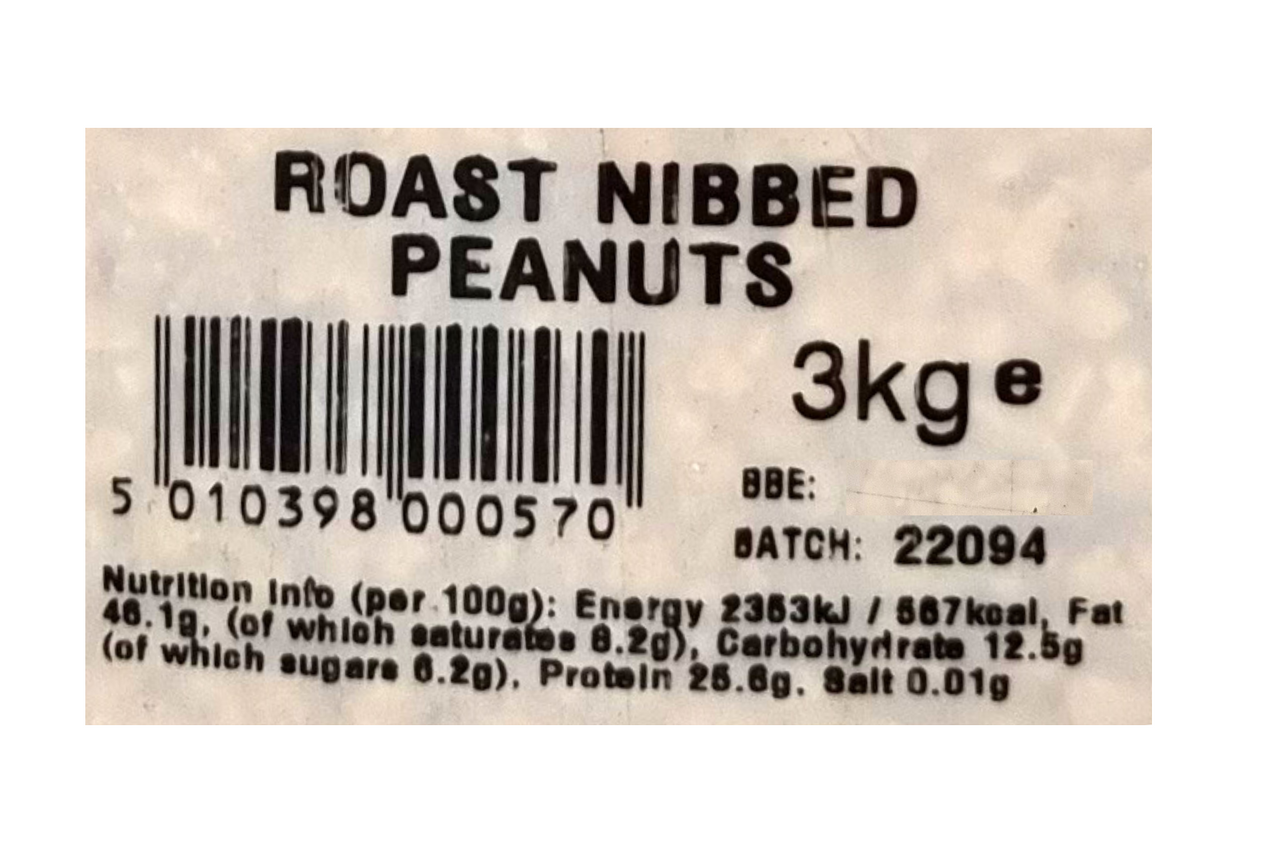 ROAST NIBBED
PEANUTS
3kg e
5 010398 000570
BBE:
BATCH: 22094
Nutrition Info (per 100g): Energy 2353kJ / 567kcal, Fat
46.1g, (of which saturates 8.2g), Carbohydrate 12.5g
(of which sugars 6.2g), Protein 25.6g, Salt 0.01g